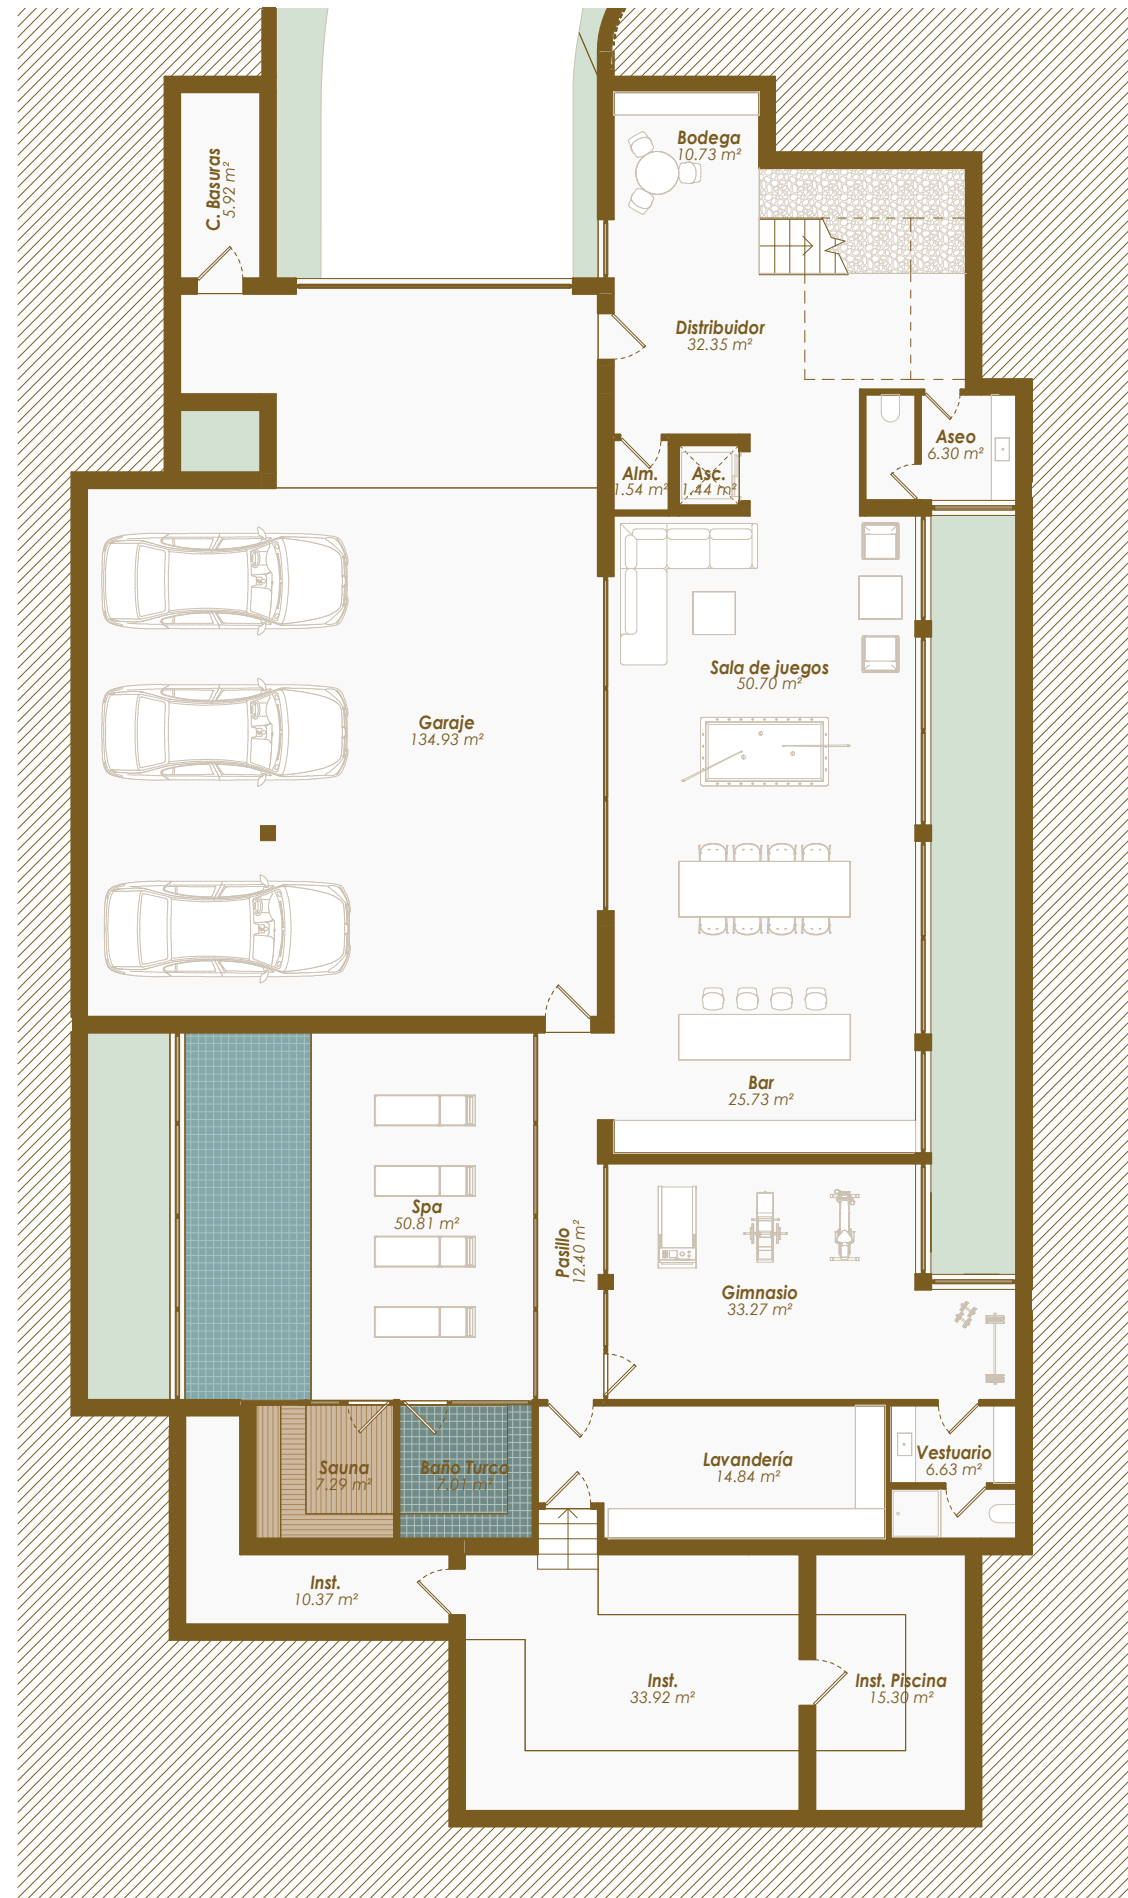 Bodega
10.73 m²
C. Basuras
5.92 m²
Distribuidor
32.35 m²
Aseo
6.30 m²
Alm.
1.54 m²
Asc.
1.44 m²
Sala de juegos
50.70 m²
Garaje
134.93 m²
Bar
25.73 m²
Spa
50.81 m²
Pasillo
12.40 m²
Gimnasio
33.27 m²
Sauna
7.29 m²
Baño Turco
7.01 m²
Lavandería
14.84 m²
Vestuario
6.63 m²
Inst.
10.37 m²
Inst.
33.92 m²
Inst. Piscina
15.30 m²